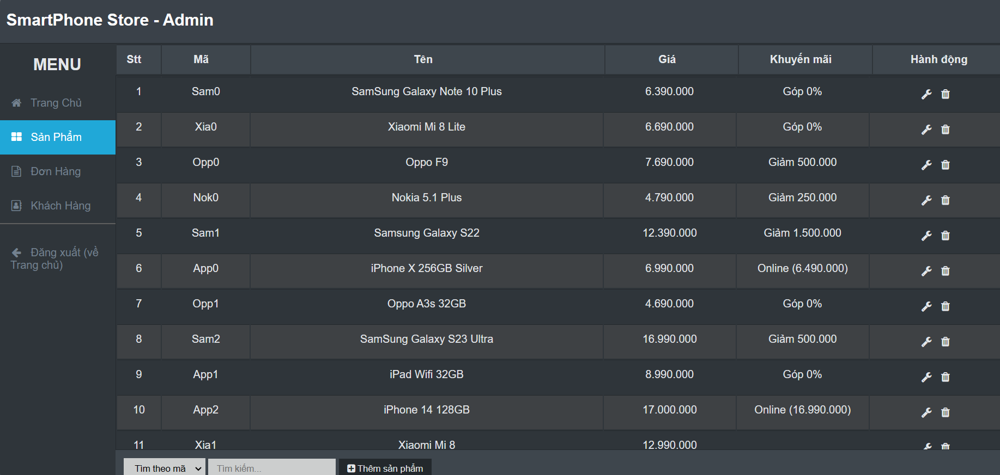 SmartPhone Store - Admin
MENU
Trang Chủ
Sản Phẩm
Đơn Hàng
Khách Hàng
Đăng xuất (về
Trang chủ)
Stt Mã Tên Giá Khuyến mãi Hành động
1 Sam0 SamSung Galaxy Note 10 Plus 6.390.000 Góp 0%
2 Xia0 Xiaomi Mi 8 Lite 6.690.000 Góp 0%
3 Opp0 Oppo F9 7.690.000 Giảm 500.000
4 Nok0 Nokia 5.1 Plus 4.790.000 Giảm 250.000
5 Sam1 Samsung Galaxy S22 12.390.000 Giảm 1.500.000
6 App0 iPhone X 256GB Silver 6.990.000 Online (6.490.000)
7 Opp1 Oppo A3s 32GB 4.690.000 Góp 0%
8 Sam2 SamSung Galaxy S23 Ultra 16.990.000 Giảm 500.000
9 App1 iPad Wifi 32GB 8.990.000 Góp 0%
10 App2 iPhone 14 128GB 17.000.000 Online (16.990.000)
11 Xia1 Xiaomi Mi 8 12.990.000
Tìm theo mã Tìm kiếm... Thêm sản phẩm